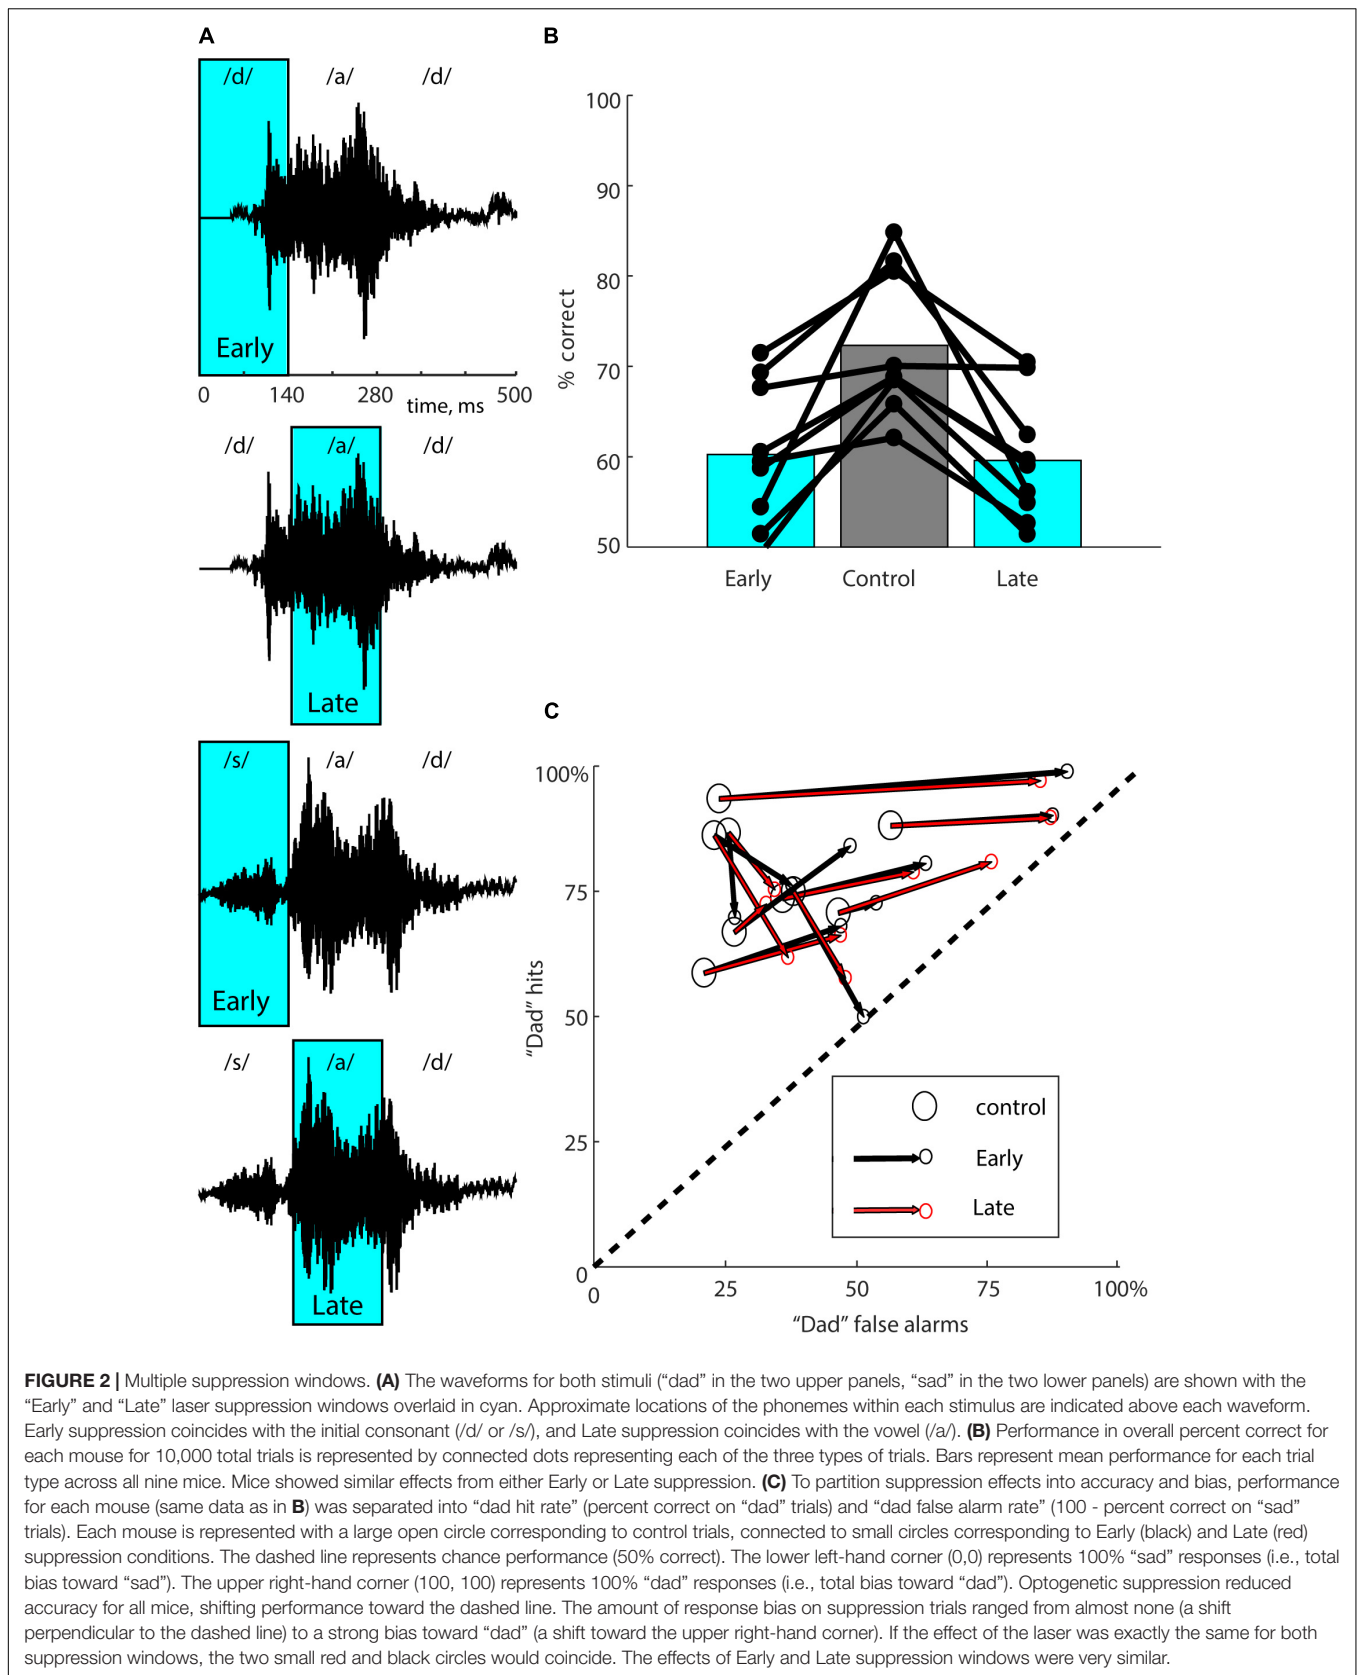 A
/d/ /a/ /d/
Early
0 140 280 time, ms 500
/d/ /a/ /d/
Late
/s/ /a/ /d/
Early
/s/ /a/ /d/
Late
B
100
90
80
70
60
50
% correct
Early Control Late
C
100%
75
50
25
0
"Dad" hits
control
Early
Late
0 25 50 75 100%
"Dad" false alarms
FIGURE 2 | Multiple suppression windows. (A) The waveforms for both stimuli (“dad” in the two upper panels, “sad” in the two lower panels) are shown with the
“Early” and “Late” laser suppression windows overlaid in cyan. Approximate locations of the phonemes within each stimulus are indicated above each waveform.
Early suppression coincides with the initial consonant (/d/ or /s/), and Late suppression coincides with the vowel (/a/). (B) Performance in overall percent correct for
each mouse for 10,000 total trials is represented by connected dots representing each of the three types of trials. Bars represent mean performance for each trial
type across all nine mice. Mice showed similar effects from either Early or Late suppression. (C) To partition suppression effects into accuracy and bias, performance
for each mouse (same data as in B) was separated into “dad hit rate” (percent correct on “dad” trials) and “dad false alarm rate” (100 - percent correct on “sad”
trials). Each mouse is represented with a large open circle corresponding to control trials, connected to small circles corresponding to Early (black) and Late (red)
suppression conditions. The dashed line represents chance performance (50% correct). The lower left-hand corner (0,0) represents 100% “sad” responses (i.e., total
bias toward “sad”). The upper right-hand corner (100, 100) represents 100% “dad” responses (i.e., total bias toward “dad”). Optogenetic suppression reduced
accuracy for all mice, shifting performance toward the dashed line. The amount of response bias on suppression trials ranged from almost none (a shift
perpendicular to the dashed line) to a strong bias toward “dad” (a shift toward the upper right-hand corner). If the effect of the laser was exactly the same for both
suppression windows, the two small red and black circles would coincide. The effects of Early and Late suppression windows were very similar.